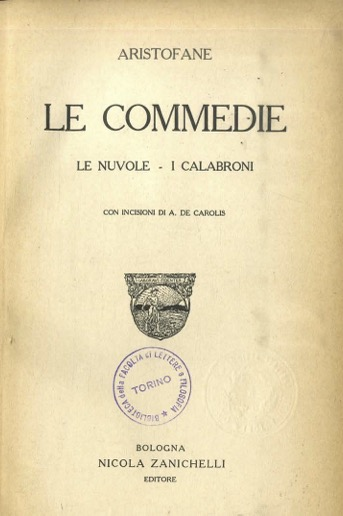 ARISTOFANE
LE COMMEDIE
LE NUVOLE - I CALABRONI
CON INCISIONI DI A. DE CAROLIS
BIBLIOTECA della FACOLTÀ di LETTERE e FILOSOFIA
TORINO
BOLOGNA
NICOLA ZANICHELLI
EDITORE